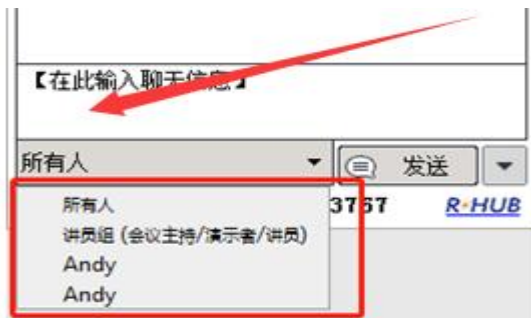 【在此输入聊天信息】
所有人
发送
所有人
3767
R·HUB
讲员组 (会议主持/演示者/讲员)
Andy
Andy